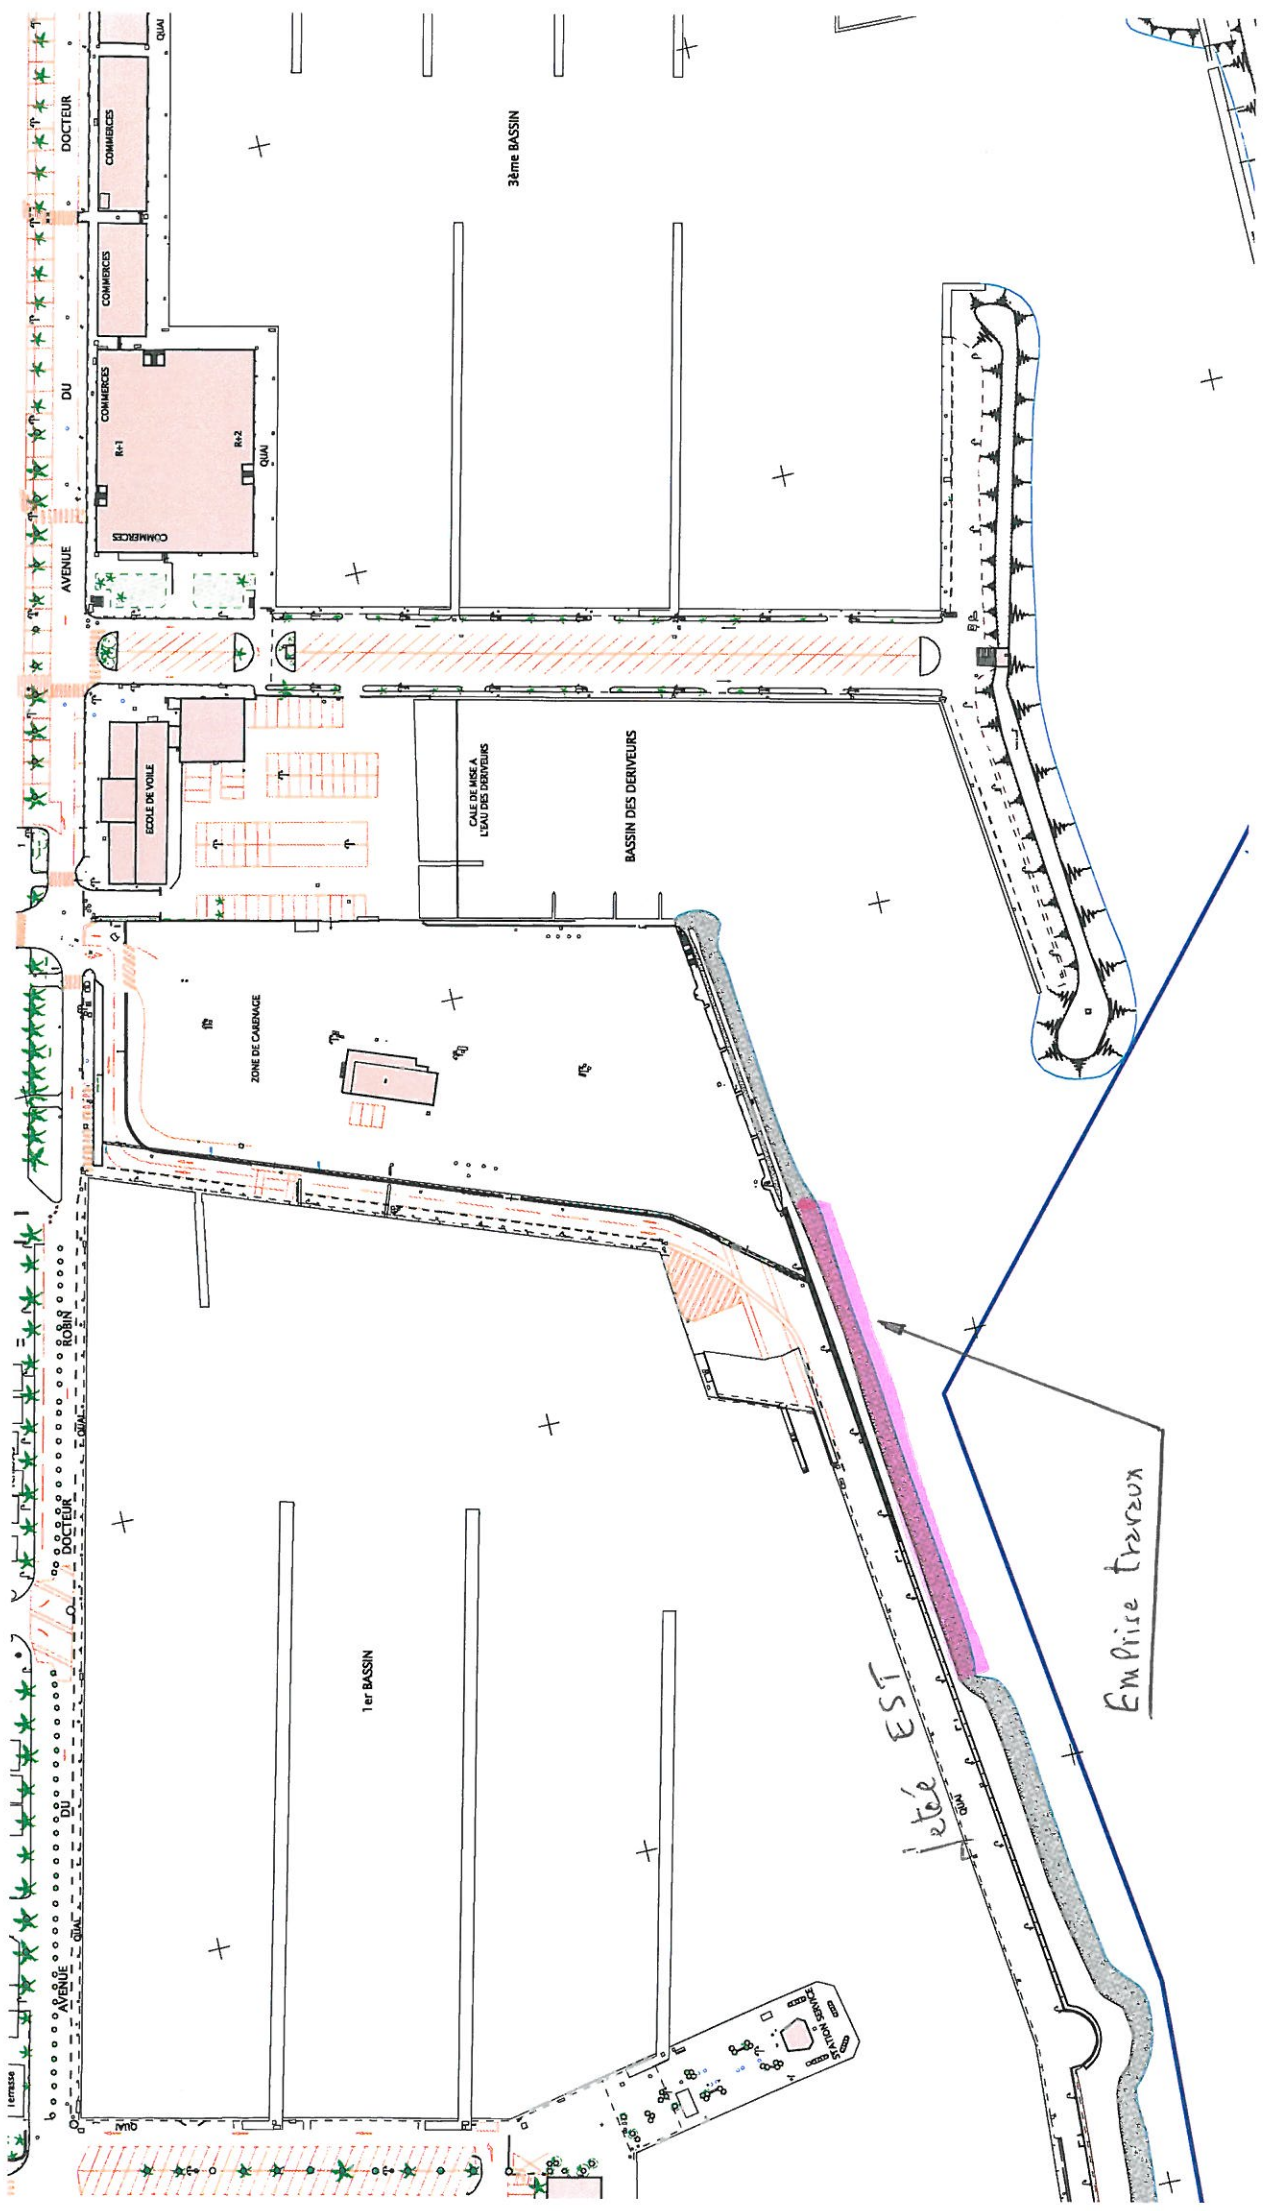 DOCTEUR
DU
AVENUE
QUAI
COMMERCES
COMMERCES
COMMERCES
R+1
R+2
QUAI
COMMERCES
3ème BASSIN
ECOLE DE VOILE
CALE DE MISE A
L'EAU DES DERIVEURS
BASSIN DES DERIVEURS
ZONE DE CARENAGE
ROBIN
DOCTEUR
DU
AVENUE
QUAI
QUAI
QUAI
1er BASSIN
STATION SERVICE
jetée EST
QUAI
Emprise travaux
Terrasse